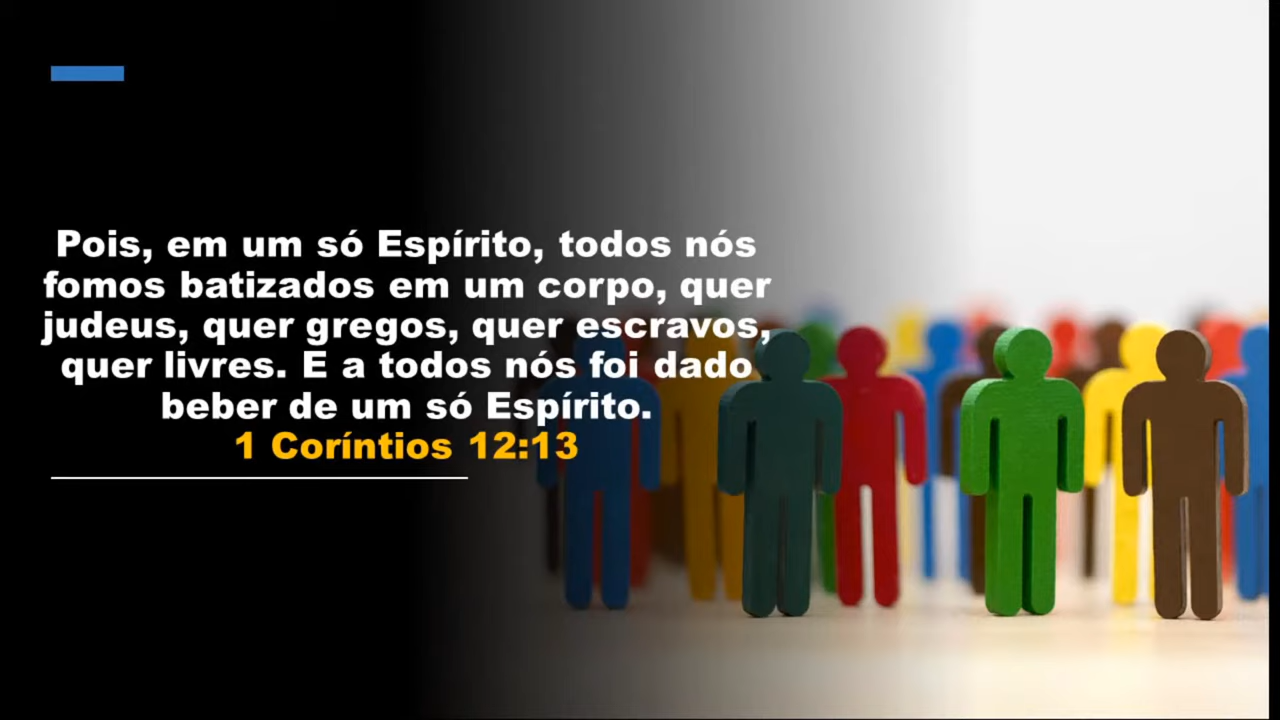 Pois, em um só Espírito, todos nós
fomos batizados em um corpo, quer
judeus, quer gregos, quer escravos,
quer livres. E a todos nós foi dado
beber de um só Espírito.
1 Coríntios 12:13